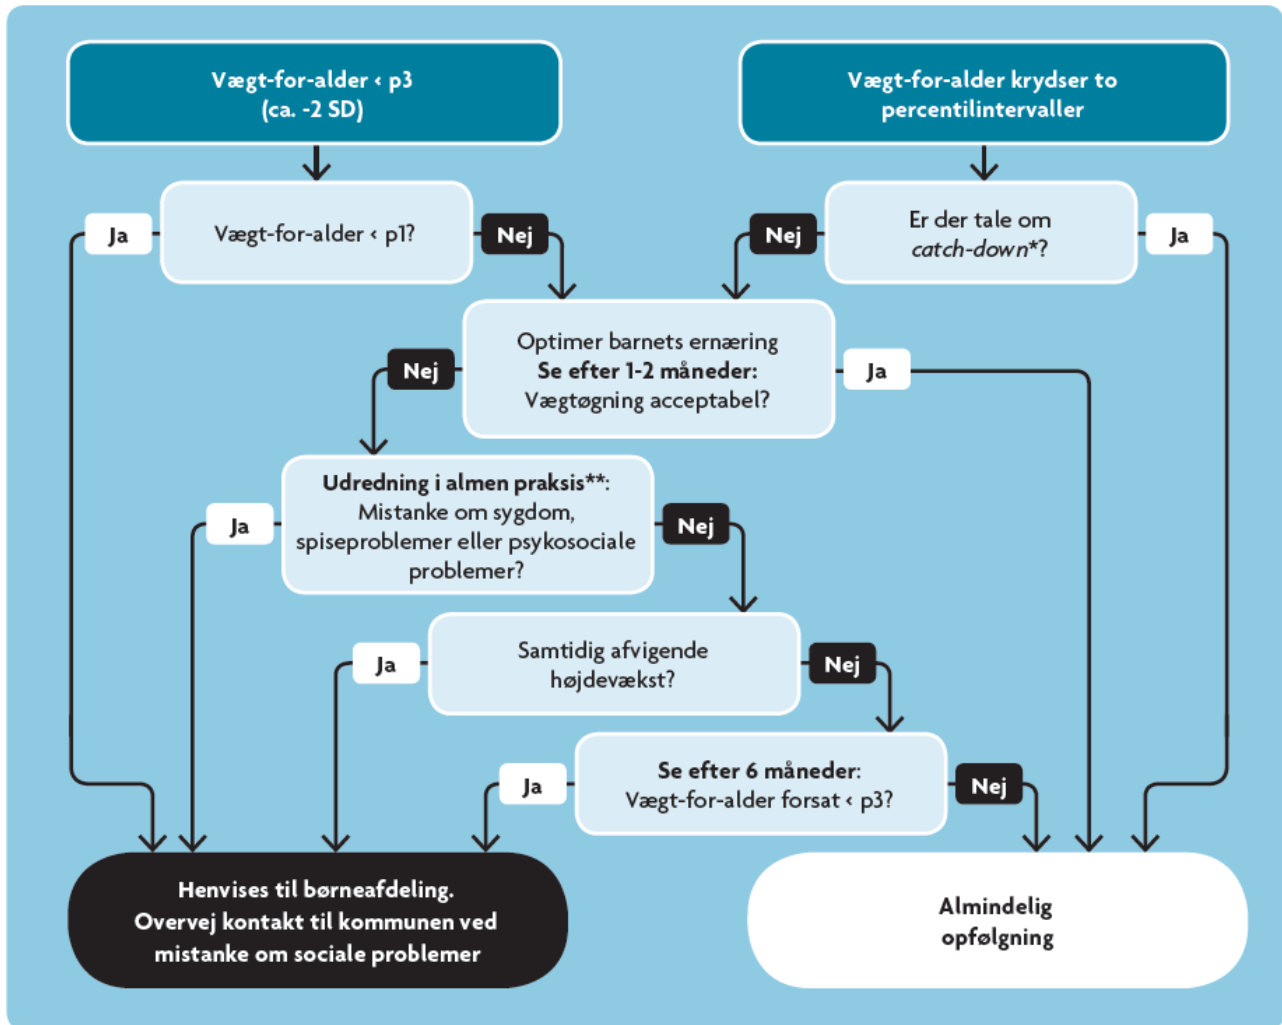 Vægt-for-alder < p3
(ca. -2 SD)
Vægt-for-alder krydser to
percentilintervaller
Ja
Vægt-for-alder < p1?
Nej
Nej
Er der tale om
catch-down*?
Ja
Optimer barnets ernæring
Se efter 1-2 måneder:
Vægtøgning acceptabel?
Nej
Ja
Udredning i almen praksis**:
Mistanke om sygdom,
spiseproblemer eller psykosociale
problemer?
Ja
Nej
Samtidig afvigende
højdevækst?
Ja
Nej
Se efter 6 måneder:
Vægt-for-alder forsat < p3?
Ja
Nej
Henvises til børneafdeling.
Overvej kontakt til kommunen ved
mistanke om sociale problemer
Almindelig
opfølgning